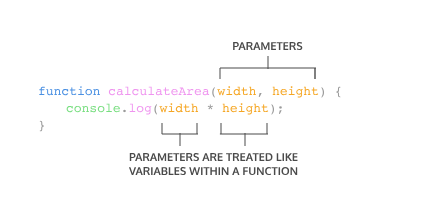 PARAMETERS
function calculateArea(width, height) {
console.log(width * height);
}
PARAMETERS ARE TREATED LIKE
VARIABLES WITHIN A FUNCTION